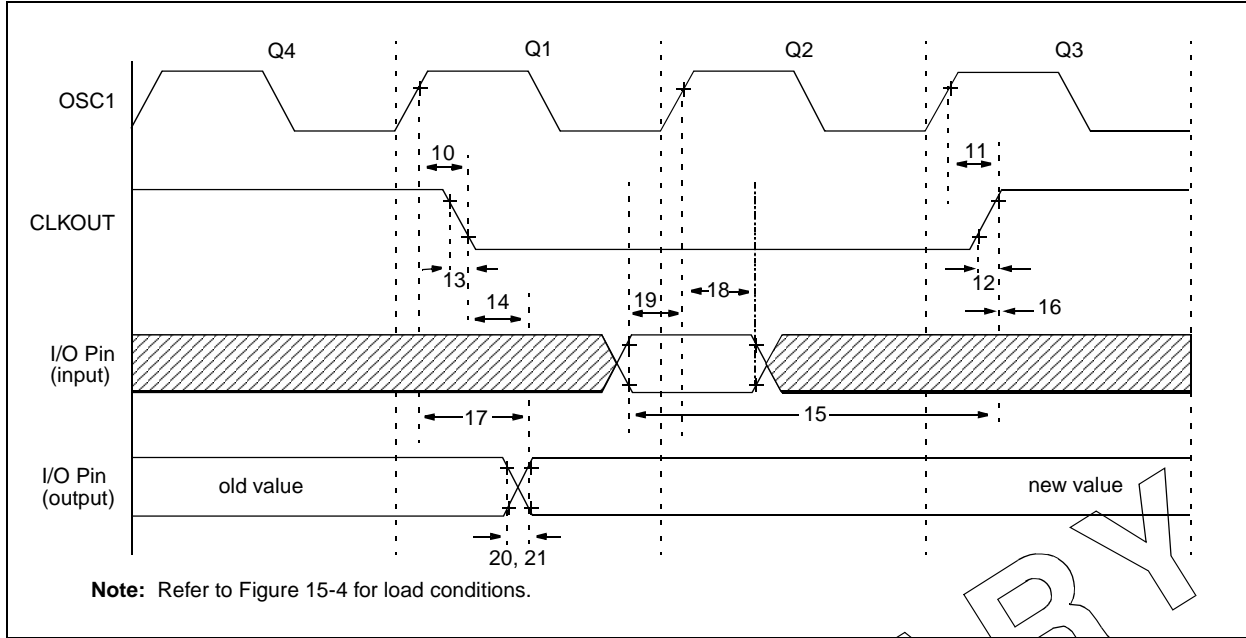 Q4 Q1 Q2 Q3
OSC1
10 11
CLKOUT
13 12
14 19 18 16
I/O Pin
(input)
17 15
I/O Pin
(output)
old value new value
20, 21
Note: Refer to Figure 15-4 for load conditions.
R Y